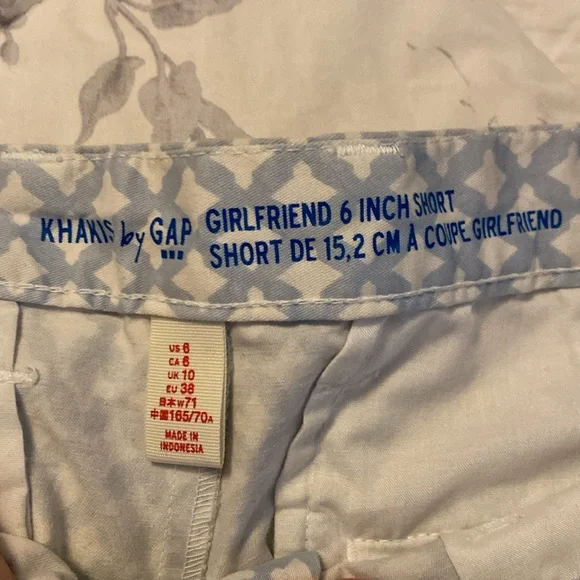 KHAKIS by GAP
GIRLFRIEND 6 INCH SHORT
SHORT DE 15,2 CM À COUPE GIRLFRIEND
US 6
CA 6
UK 10
EU 38
日本 W71
中国 165/70A
MADE IN
INDONESIA